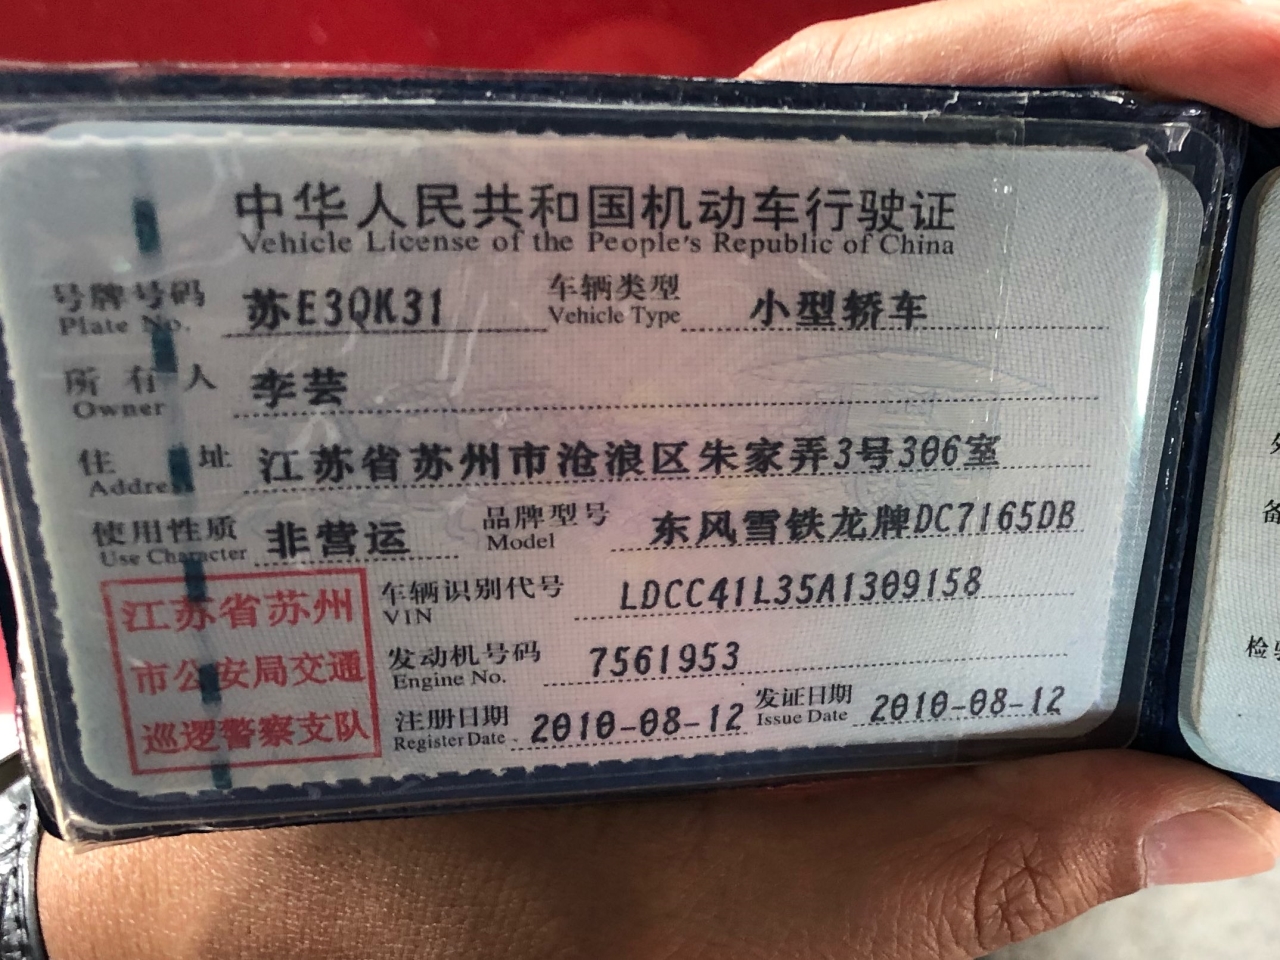 中华人民共和国机动车行驶证
Vehicle License of the People's Republic of China
号牌号码 苏E3QK31 车辆类型 小型轿车
Plate No. Vehicle Type
所有人 李芸
Owner
住址 江苏省苏州市沧浪区朱家弄3号306室
Address
使用性质 非营运 品牌型号 东风雪铁龙牌DC7165DB
Use Character Model
车辆识别代号 LDCC41L35A1309158
VIN
发动机号码 7561953
Engine No.
注册日期 2010-08-12 发证日期 2010-08-12
Register Date Issue Date
江苏省苏州
市公安局交通
巡逻警察支队
备
检